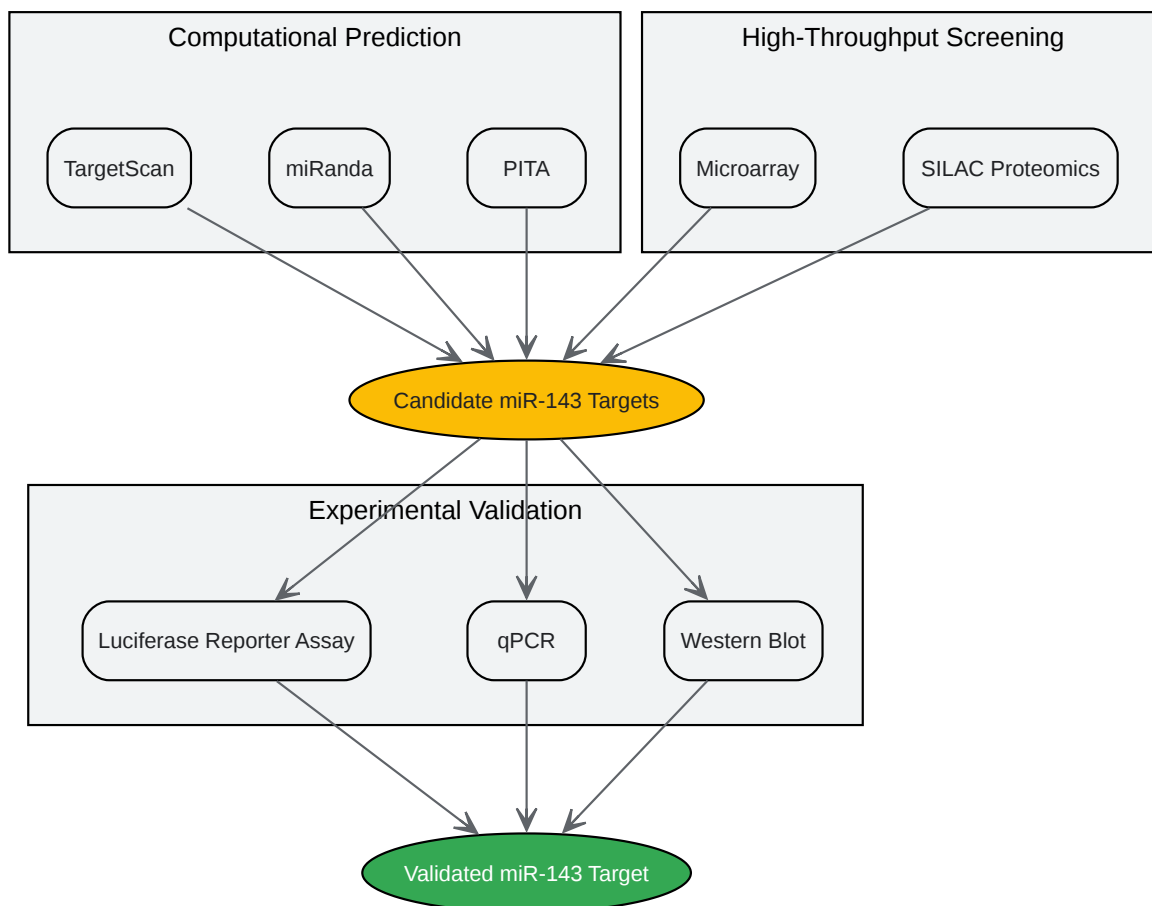 Computational Prediction
High-Throughput Screening
TargetScan
miRanda
PITA
Microarray
SILAC Proteomics
Candidate miR-143 Targets
Experimental Validation
Luciferase Reporter Assay
qPCR
Western Blot
Validated miR-143 Target